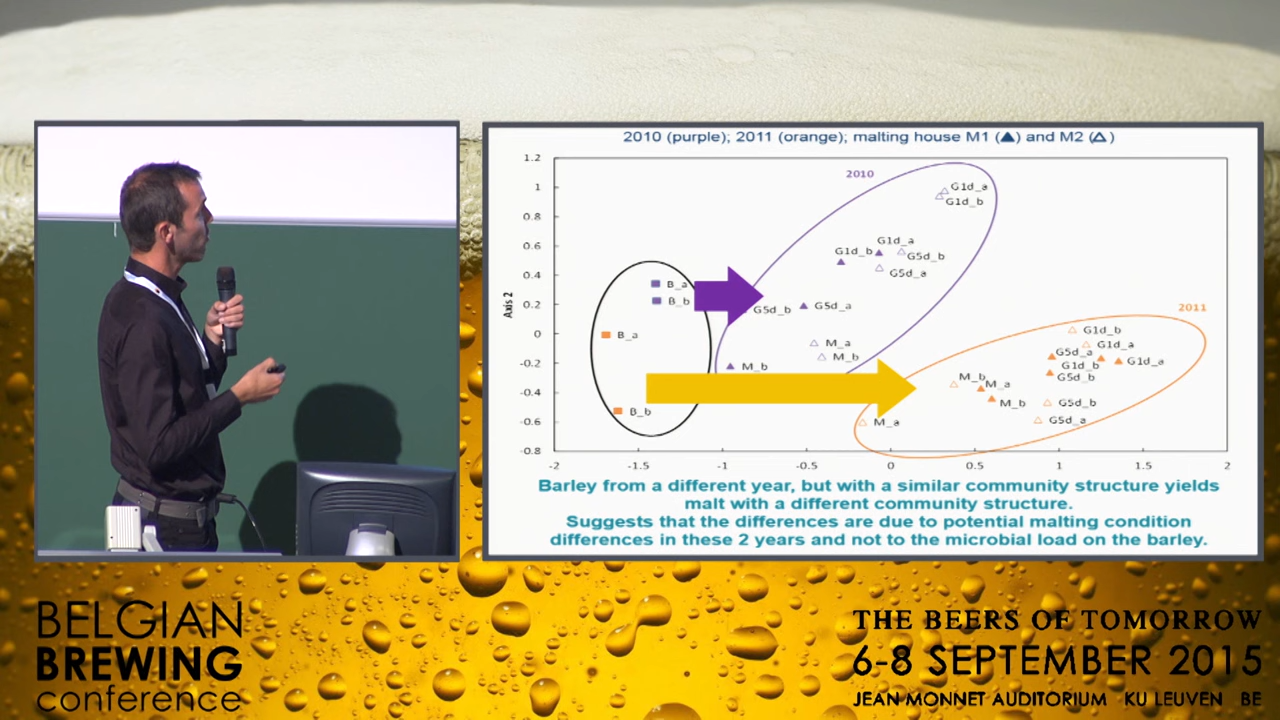 2010 (purple); 2011 (orange); malting house M1 (▲) and M2 (△)
1.2
1
0.8
0.6
0.4
0.2
0
-0.2
-0.4
-0.6
-0.8
Axis 2
-2
-1.5
-1
-0.5
0
0.5
1
1.5
2
2010
G1d_a
G1d_b
G1d_a
G1d_b
G5d_b
G5d_a
B_a
B_b
G5d_b
G5d_a
B_a
M_a
M_b
M_b
B_b
2011
G1d_b
G1d_a
G5d_a
G1d_b
G1d_a
G5d_b
M_b
M_a
M_b
G5d_b
G5d_a
M_a
Barley from a different year, but with a similar community structure yields
malt with a different community structure.
Suggests that the differences are due to potential malting condition
differences in these 2 years and not to the microbial load on the barley.
BELGIAN
BREWING
conference
THE BEERS OF TOMORROW
6-8 SEPTEMBER 2015
JEAN MONNET AUDITORIUM KU LEUVEN BE